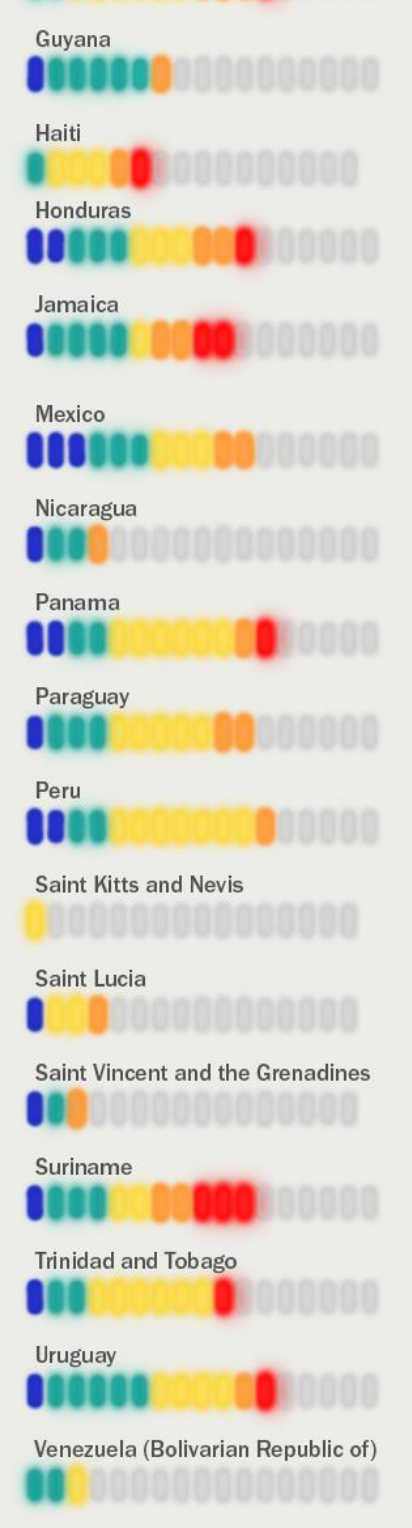 Guyana
Haiti
Honduras
Jamaica
Mexico
Nicaragua
Panama
Paraguay
Peru
Saint Kitts and Nevis
Saint Lucia
Saint Vincent and the Grenadines
Suriname
Trinidad and Tobago
Uruguay
Venezuela (Bolivarian Republic of)